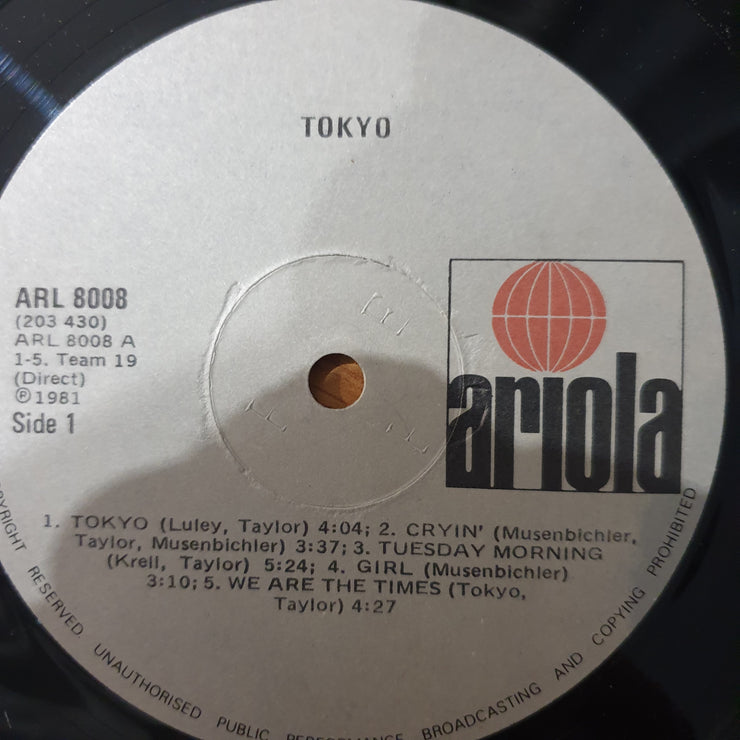 TOKYO
ARL 8008
(203 430)
ARL 8008 A
1-5. Team 19
(Direct)
℗1981
Side 1
ariola
1. TOKYO (Luley, Taylor) 4:04; 2. CRYIN' (Musenbichler,
Taylor, Musenbichler) 3:37; 3. TUESDAY MORNING
(Krell, Taylor) 5:24; 4. GIRL (Musenbichler)
3:10; 5. WE ARE THE TIMES (Tokyo,
Taylor) 4:27
RESERVED. UNAUTHORISED PUBLIC BROADCASTING AND COPYING PROHIBITED